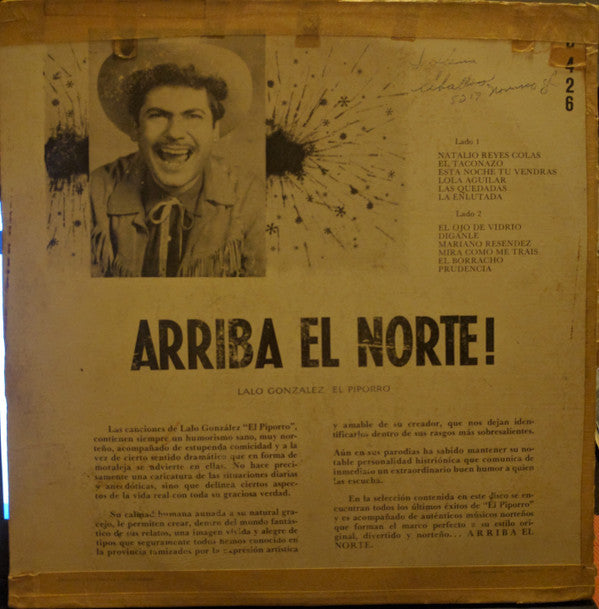 426
Lado 1
NATALIO REYES COLAS
EL TACONAZO
ESTA NOCHE TU VENDRAS
LOLA AGUILAR
LAS QUEDADAS
LA ENLUTADA
Lado 2
EL OJO DE VIDRIO
DIGANLE
MARIANO RESENDEZ
MIRA COMO ME TRAIS
EL BORRACHO
PRUDENCIA
ARRIBA EL NORTE!
LALO GONZALEZ EL PIPORRO
Las canciones de Lalo González "El Piporro",
contienen siempre un humorismo sano, muy nor-
teño, acompañado de estupenda comicidad y a la
vez de cierto sentido dramático que en forma de
moraleja se advierte en ellas. No hace preci-
samente una caricatura de las situaciones diarias
y anecdóticas, sino que delinea ciertos aspec-
tos de la vida real con toda su graciosa verdad.
Su calidad humana aunada a su natural gra-
cejo, le permiten crear, dentro del mundo fantás-
tico de sus relatos, una imagen vivida y alegre de
tipos que seguramente todos hemos conocido en
la provincia tamizados por la expresión artística
y amable de su creador, que nos dejan iden-
tificarlos dentro de sus rasgos más sobresalientes.
Aún en sus parodias ha sabido mantener su no-
table personalidad histriónica que comunica de
inmediato un extraordinario buen humor a quien
las escucha.
En la selección contenida en este disco se en-
cuentran todos los últimos éxitos de "El Piporro"
y es acompañado de auténticos músicos norteños
que forman el marco perfecto a su estilo ori-
ginal, divertido y norteño... ARRIBA EL
NORTE.